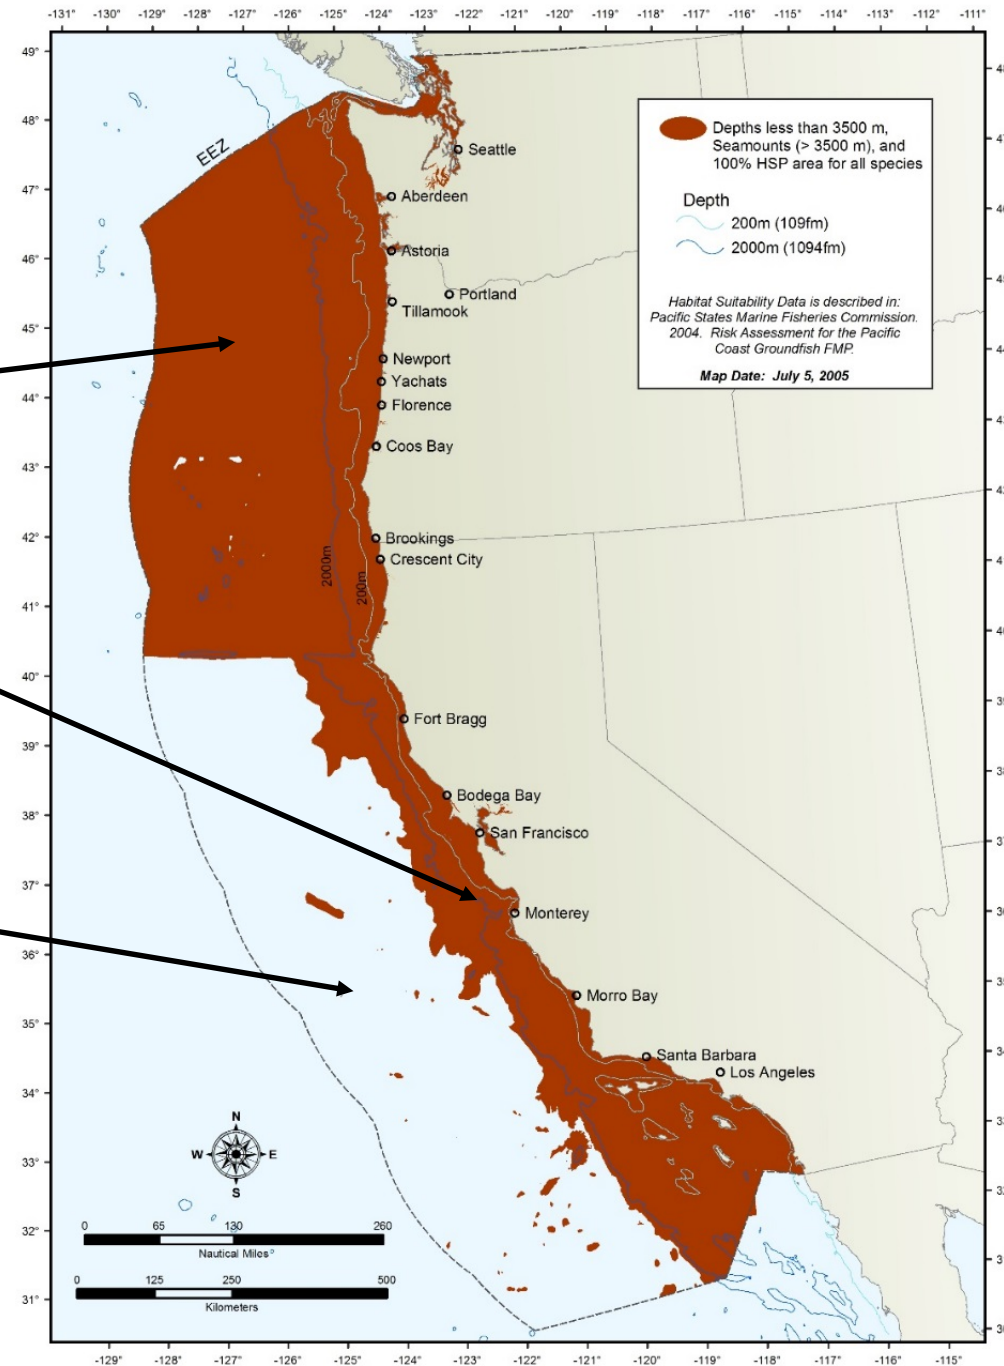 -131° -129° -128° -127° -126° -125° -124° -123° -122° -121° -120° -119° -118° -116° -115° -114° -113° -112° -111°
49°
48°
47°
46°
45°
44°
43°
42°
41°
40°
39°
38°
37°
36°
35°
34°
33°
32°
31°
EEZ
Seattle
Aberdeen
Astoria
Portland
Tillamook
Newport
Yachats
Florence
Coos Bay
Brookings
Crescent City
2000m
200m
Fort Bragg
Bodega Bay
San Francisco
Monterey
Morro Bay
Santa Barbara
Los Angeles
Depths less than 3500 m,
Seamounts (> 3500 m), and
100% HSP area for all species
Depth
200m (109fm)
2000m (1094fm)
Habitat Suitability Data is described in:
Pacific States Marine Fisheries Commission.
2004. Risk Assessment for the Pacific
Coast Groundfish FMP.
Map Date: July 5, 2005
N
W E
S
0 65 130 260
Nautical Miles
0 125 250 500
Kilometers
-129° -128° -127° -126° -125° -124° -123° -122° -121° -120° -119° -118° -117° -116° -115°